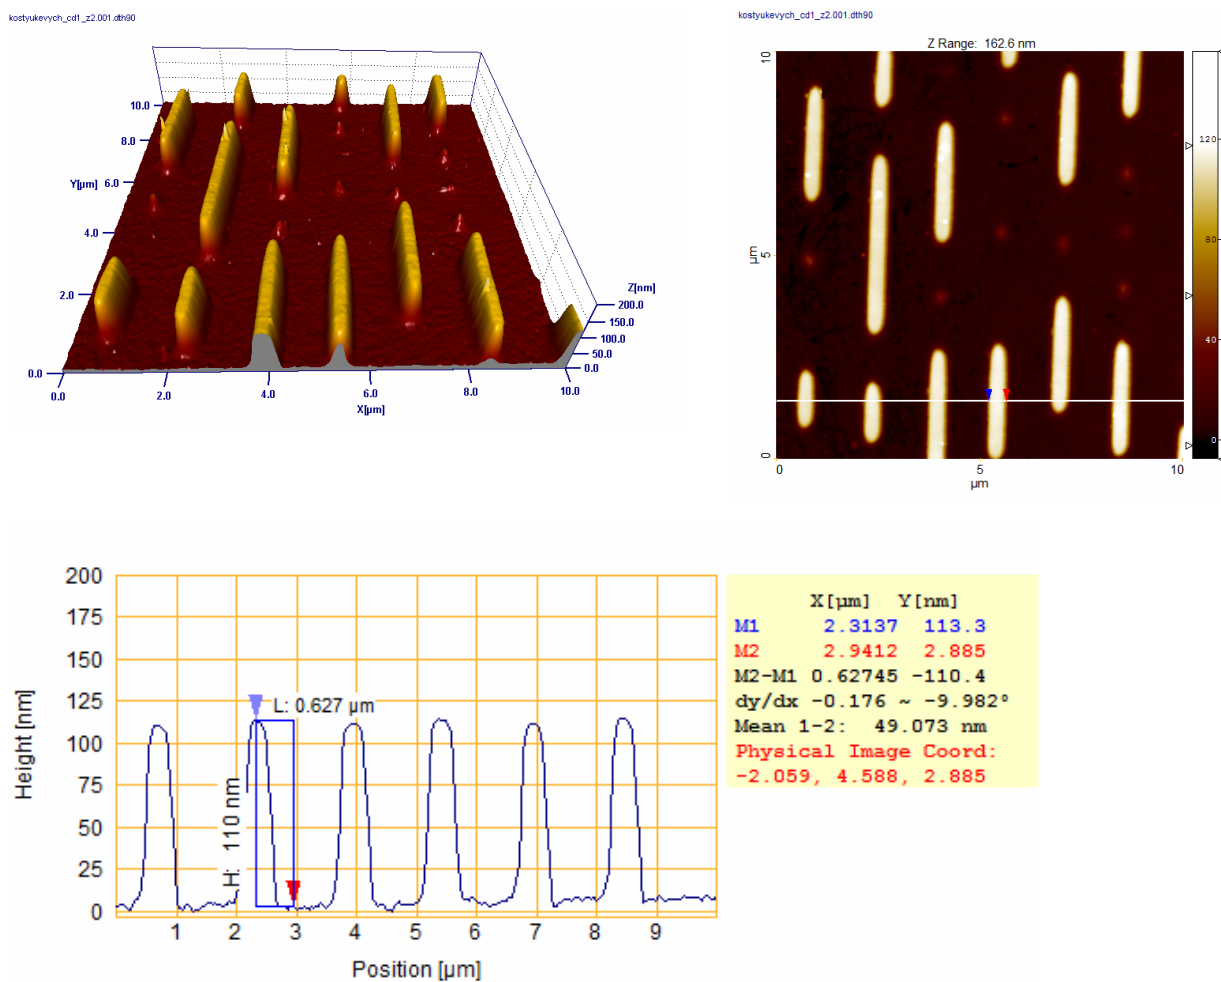 kostyukevych_cd1_z2.001.dth90
10.0
8.0
Y[µm] 6.0
4.0
2.0
0.0
0.0
2.0
4.0
6.0
8.0
10.0
X[µm]
Z[nm]
200.0
150.0
100.0
50.0
0.0
kostyukevych_cd1_z2.001.dth90
Z Range: 162.6 nm
10
5
0
µm
0
5
10
µm
120
80
40
0
200
175
150
125
100
75
50
25
0
Height [nm]
L: 0.627 µm
H: 110 nm
1 2 3 4 5 6 7 8 9
Position [µm]
X[µm] Y[nm]
M1 2.3137 113.3
M2 2.9412 2.885
M2-M1 0.62745 -110.4
dy/dx -0.176 ~ -9.982°
Mean 1-2: 49.073 nm
Physical Image Coord:
-2.059, 4.588, 2.885